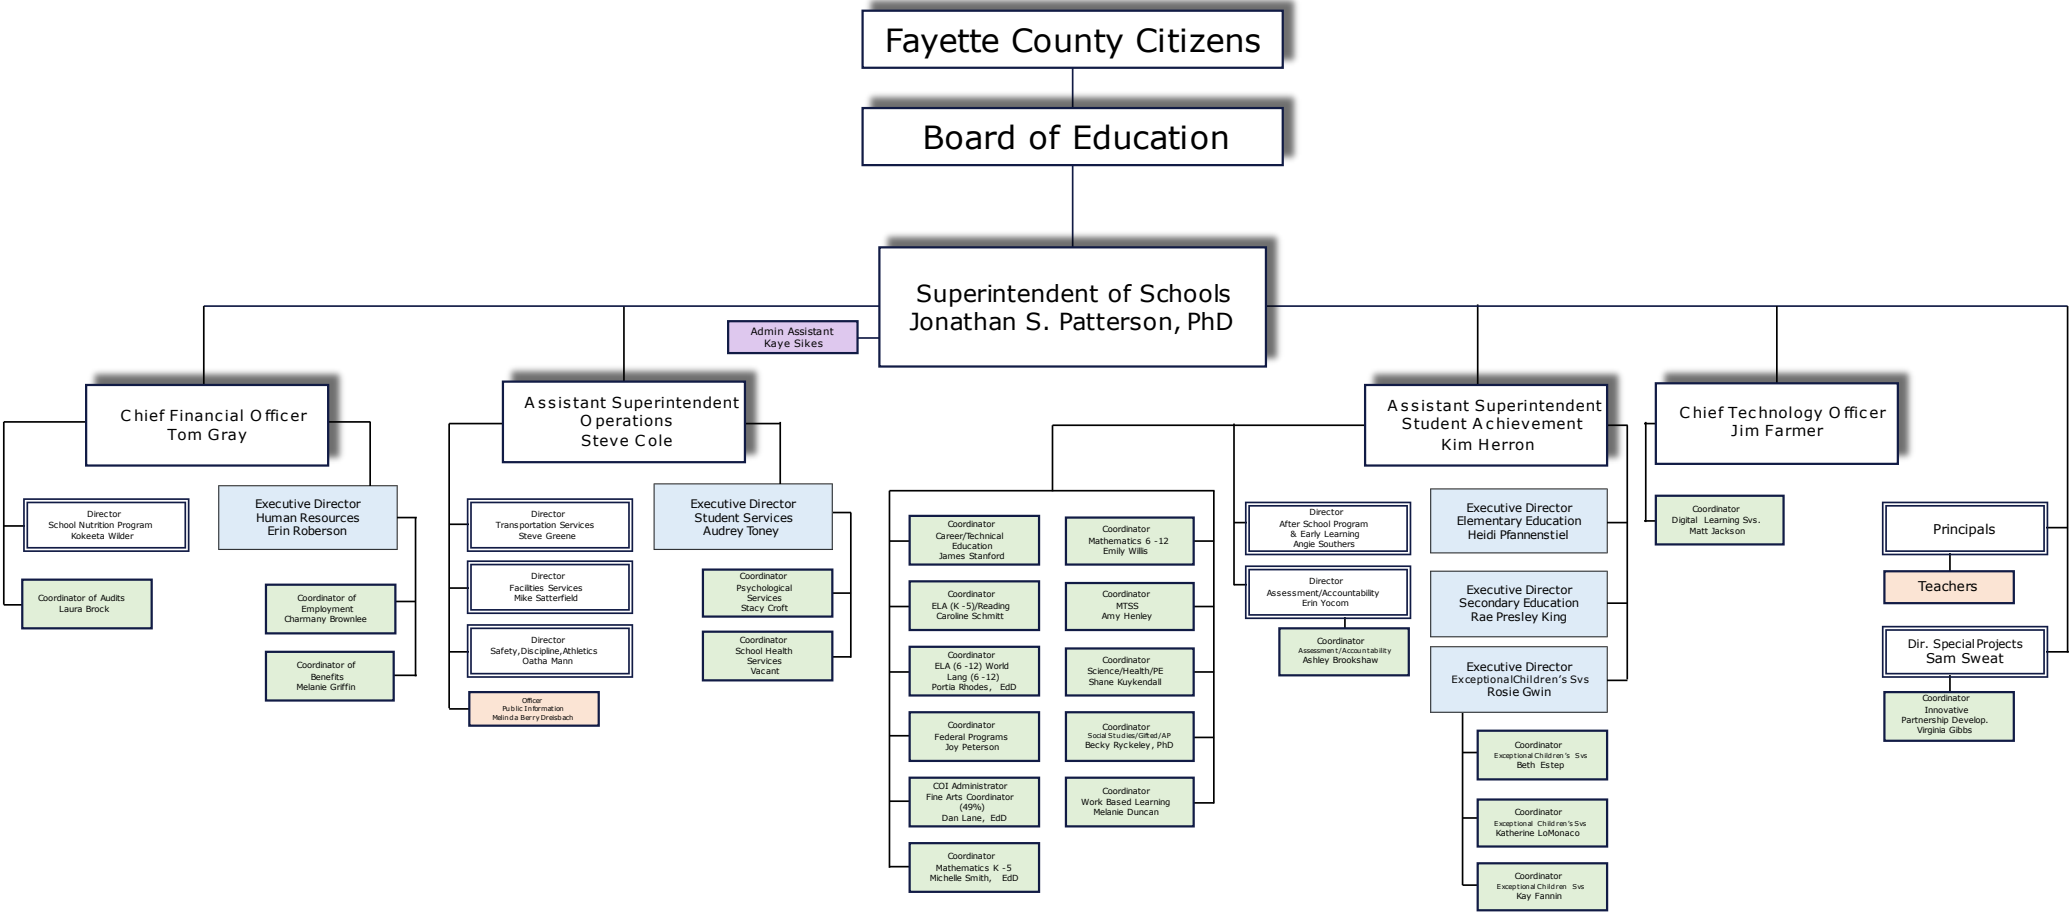 Fayette County Citizens
Board of Education
Superintendent of Schools
Jonathan S. Patterson, PhD
Admin Assistant
Kaye Sikes
Chief Financial Officer
Tom Gray
Director
School Nutrition Program
Kokeeta Wilder
Coordinator of Audits
Laura Brock
Executive Director
Human Resources
Erin Roberson
Coordinator of
Employment
Charmany Brownlee
Coordinator of
Benefits
Melanie Griffin
Assistant Superintendent
Operations
Steve Cole
Director
Transportation Services
Steve Greene
Director
Facilities Services
Mike Satterfield
Director
Safety,Discipline,Athletics
Oatha Mann
Officer
Public Information
Melinda Berry Dreisbach
Executive Director
Student Services
Audrey Toney
Coordinator
Psychological
Services
Stacy Croft
Coordinator
School Health
Services
Vacant
Assistant Superintendent
Student Achievement
Kim Herron
Coordinator
Career/Technical
Education
James Stanford
Coordinator
ELA (K -5)/Reading
Caroline Schmitt
Coordinator
ELA (6 -12) World
Lang (6 -12)
Portia Rhodes, EdD
Coordinator
Federal Programs
Joy Peterson
COI Administrator
Fine Arts Coordinator
(49%)
Dan Lane, EdD
Coordinator
Mathematics K -5
Michelle Smith, EdD
Coordinator
Mathematics 6 -12
Emily Willis
Coordinator
MTSS
Amy Henley
Coordinator
Science/Health/PE
Shane Kuykendall
Coordinator
Social Studies/Gifted/AP
Becky Ryckeley, PhD
Coordinator
Work Based Learning
Melanie Duncan
Director
After School Program
& Early Learning
Angie Southers
Director
Assessment/Accountability
Erin Yocom
Coordinator
Assessment/Accountability
Ashley Brookshaw
Executive Director
Elementary Education
Heidi Pfannenstiel
Executive Director
Secondary Education
Rae Presley King
Executive Director
ExceptionalChildren's Svs
Rosie Gwin
Coordinator
Exceptional Children's Svs
Beth Estep
Coordinator
Exceptional Children's Svs
Katherine LoMonaco
Coordinator
Exceptional Children Svs
Kay Fannin
Chief Technology Officer
Jim Farmer
Coordinator
Digital Learning Svs.
Matt Jackson
Principals
Teachers
Dir. Special Projects
Sam Sweat
Coordinator
Innovative
Partnership Develop.
Virginia Gibbs